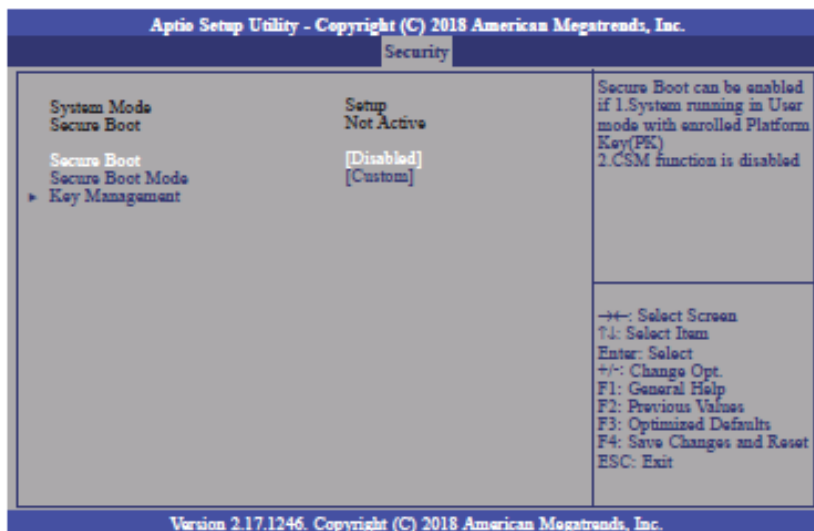 Aptio Setup Utility - Copyright (C) 2018 American Megatrends, Inc.
Security
System Mode Setup
Secure Boot Not Active
Secure Boot [Disabled]
Secure Boot Mode [Custom]
► Key Management
Secure Boot can be enabled
if 1.System running in User
mode with enrolled Platform
Key(PK)
2.CSM function is disabled
→←: Select Screen
↑↓: Select Item
Enter: Select
+/-: Change Opt.
F1: General Help
F2: Previous Values
F3: Optimized Defaults
F4: Save Changes and Reset
ESC: Exit
Version 2.17.1246. Copyright (C) 2018 American Megatrends, Inc.